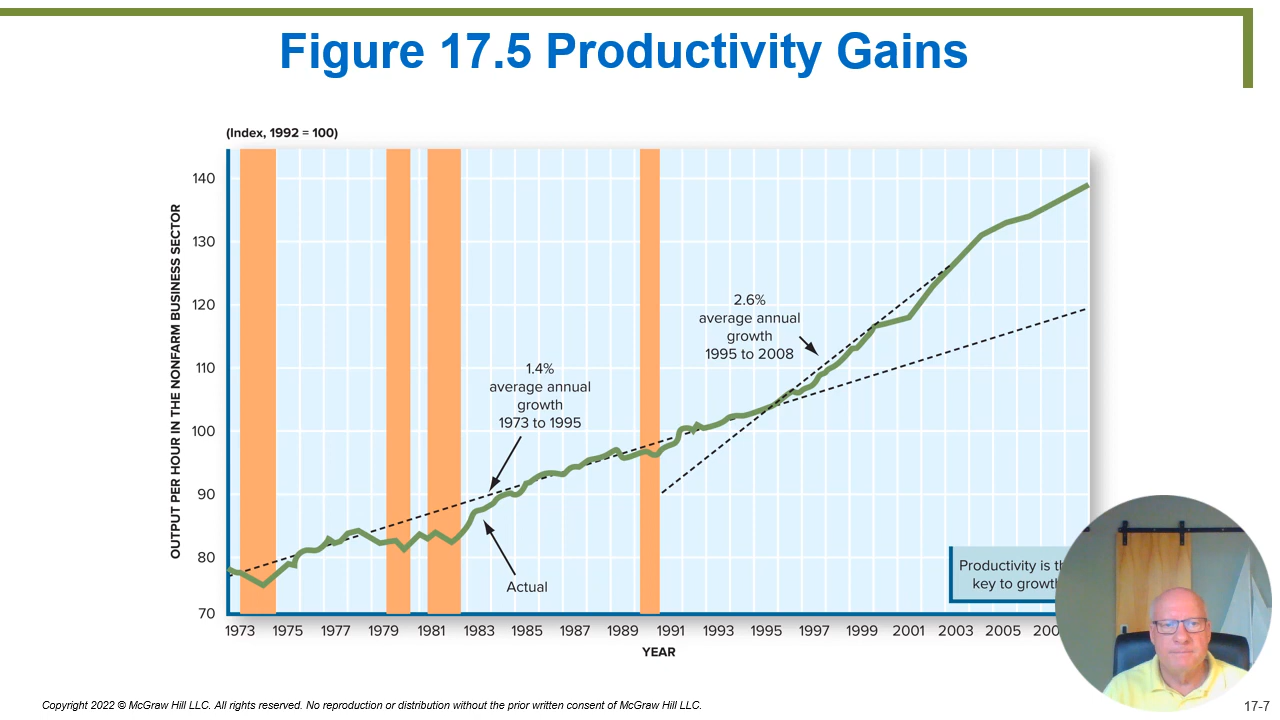 Figure 17.5 Productivity Gains
(Index, 1992 = 100)
OUTPUT PER HOUR IN THE NONFARM BUSINESS SECTOR
140
130
120
110
100
90
80
70
2.6%
average annual
growth
1995 to 2008
1.4%
average annual
growth
1973 to 1995
Actual
Productivity is
key to growth
1973 1975 1977 1979 1981 1983 1985 1987 1989 1991 1993 1995 1997 1999 2001 2003 2005
YEAR
Copyright 2022 © McGraw Hill LLC. All rights reserved. No reproduction or distribution without the prior written consent of McGraw Hill LLC.
17-7